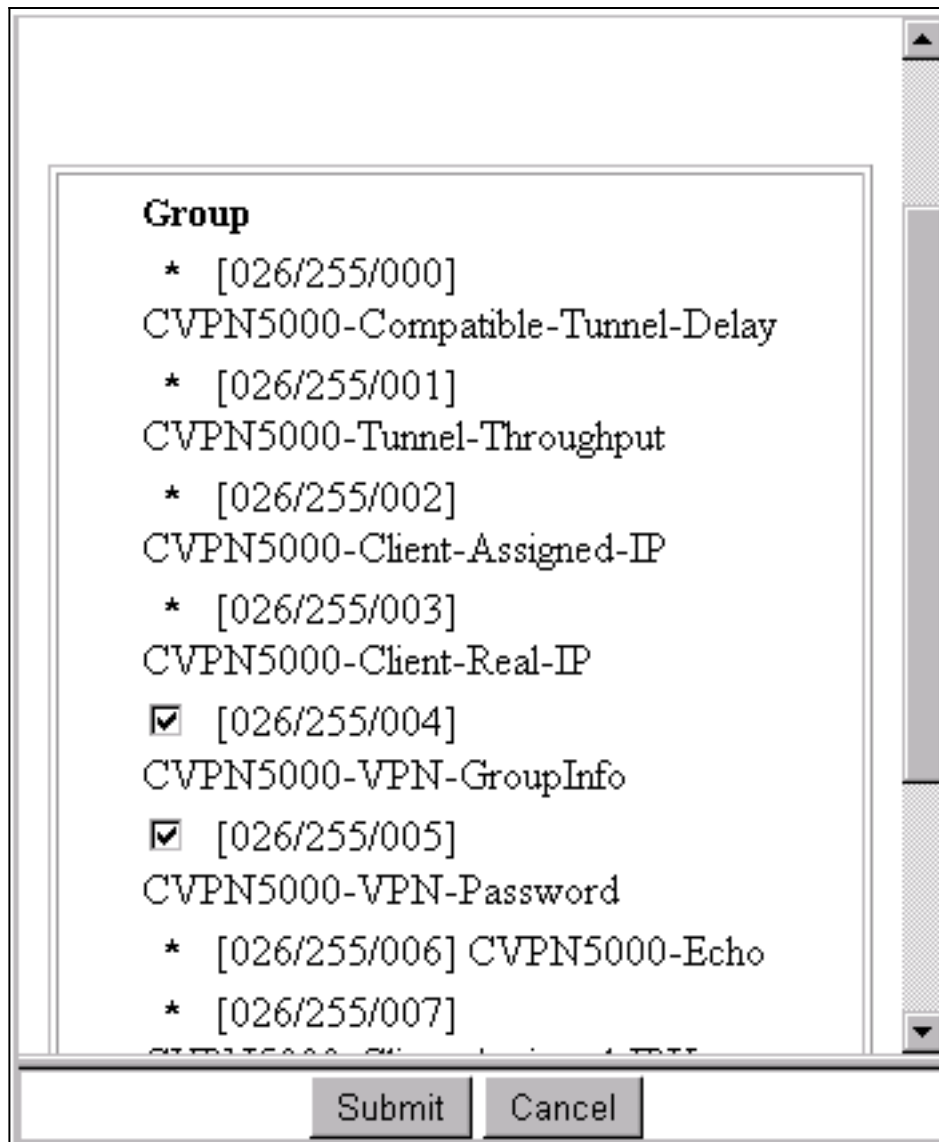 Group
* [026/255/000]
CVPN5000-Compatible-Tunnel-Delay
* [026/255/001]
CVPN5000-Tunnel-Throughput
* [026/255/002]
CVPN5000-Client-Assigned-IP
* [026/255/003]
CVPN5000-Client-Real-IP
[026/255/004]
CVPN5000-VPN-GroupInfo
[026/255/005]
CVPN5000-VPN-Password
* [026/255/006] CVPN5000-Echo
* [026/255/007]
Submit Cancel